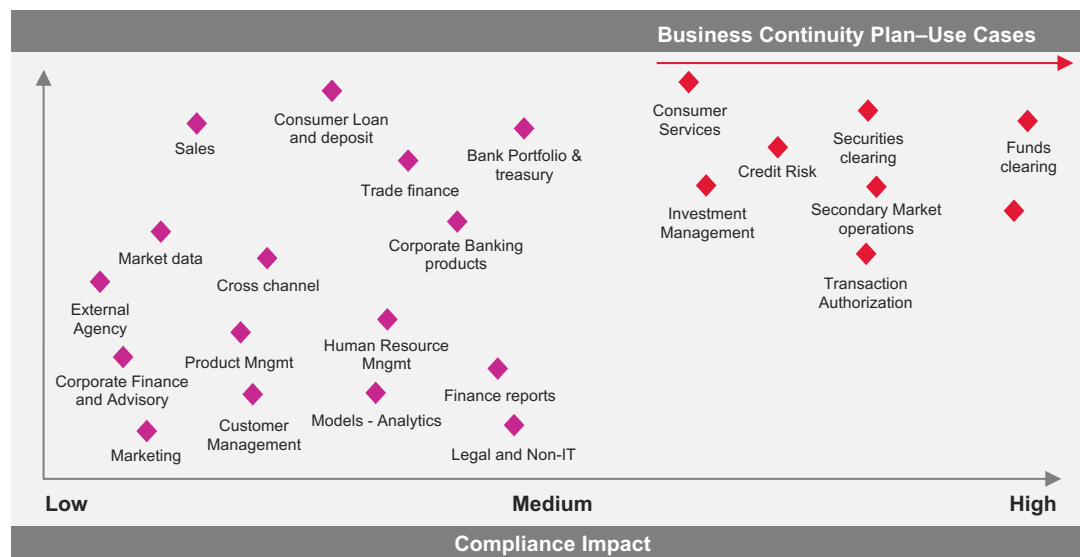 Business Continuity Plan–Use Cases
Consumer Loan
and deposit
Sales
Bank Portfolio &
treasury
Trade finance
Consumer
Services
Credit Risk
Securities
clearing
Funds
clearing
Investment
Management
Secondary Market
operations
Transaction
Authorization
Market data
Cross channel
Corporate Banking
products
External
Agency
Product Mngmt
Human Resource
Mngmt
Corporate Finance
and Advisory
Customer
Management
Models - Analytics
Finance reports
Marketing
Legal and Non-IT
Low
Medium
High
Compliance Impact